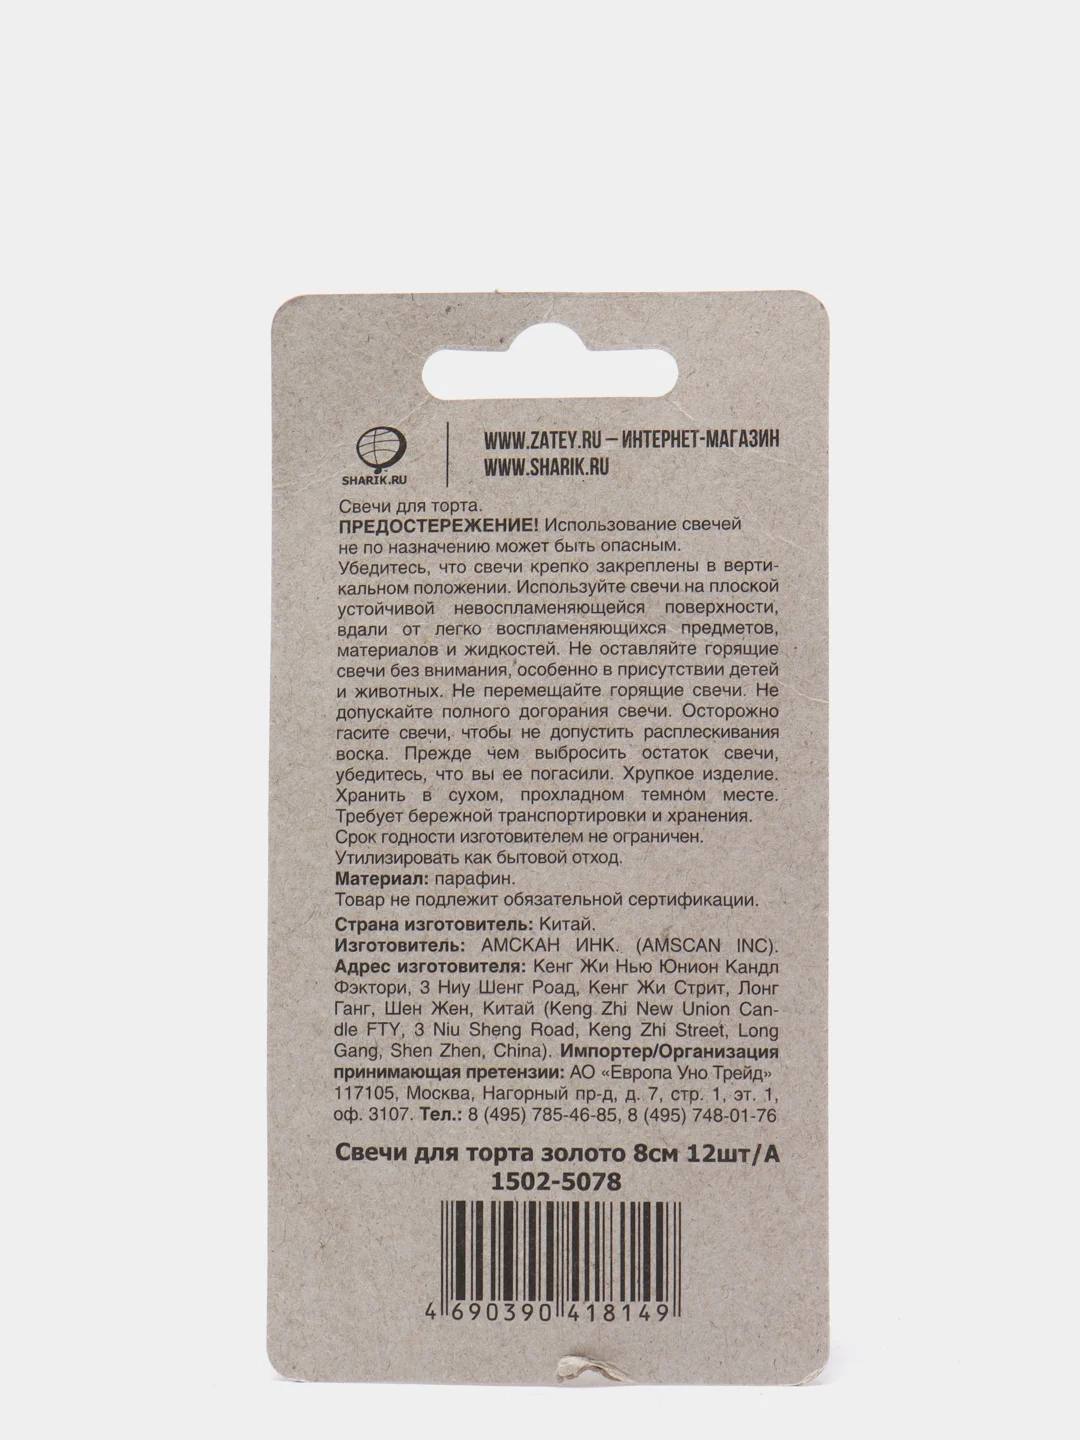 SHARIK.RU
WWW.ZATEY.RU – ИНТЕРНЕТ-МАГАЗИН
WWW.SHARIK.RU
Свечи для торта.
ПРЕДОСТЕРЕЖЕНИЕ! Использование свечей
не по назначению может быть опасным.
Убедитесь, что свечи крепко закреплены в верти-
кальном положении. Используйте свечи на плоской
устойчивой невоспламеняющейся поверхности,
вдали от легко воспламеняющихся предметов,
материалов и жидкостей. Не оставляйте горящие
свечи без внимания, особенно в присутствии детей
и животных. Не перемещайте горящие свечи. Не
допускайте полного догорания свечи. Осторожно
гасите свечи, чтобы не допустить расплескивания
воска. Прежде чем выбросить остаток свечи,
убедитесь, что вы ее погасили. Хрупкое изделие.
Хранить в сухом, прохладном темном месте.
Требует бережной транспортировки и хранения.
Срок годности изготовителем не ограничен.
Утилизировать как бытовой отход.
Материал: парафин.
Товар не подлежит обязательной сертификации.
Страна изготовитель: Китай.
Изготовитель: АМСКАН ИНК. (AMSCAN INC).
Адрес изготовителя: Кенг Жи Нью Юнион Кандл
Фэктори, 3 Ниу Шенг Роад, Кенг Жи Стрит, Лонг
Ганг, Шен Жен, Китай (Keng Zhi New Union Can-
dle FTY, 3 Niu Sheng Road, Keng Zhi Street, Long
Gang, Shen Zhen, China). Импортер/Организация
принимающая претензии: АО «Европа Уно Трейд»
117105, Москва, Нагорный пр-д, д. 7, стр. 1, эт. 1,
оф. 3107. Тел.: 8 (495) 785-46-85, 8 (495) 748-01-76
Свечи для торта золото 8см 12шт/А
1502-5078
4 690390 418149